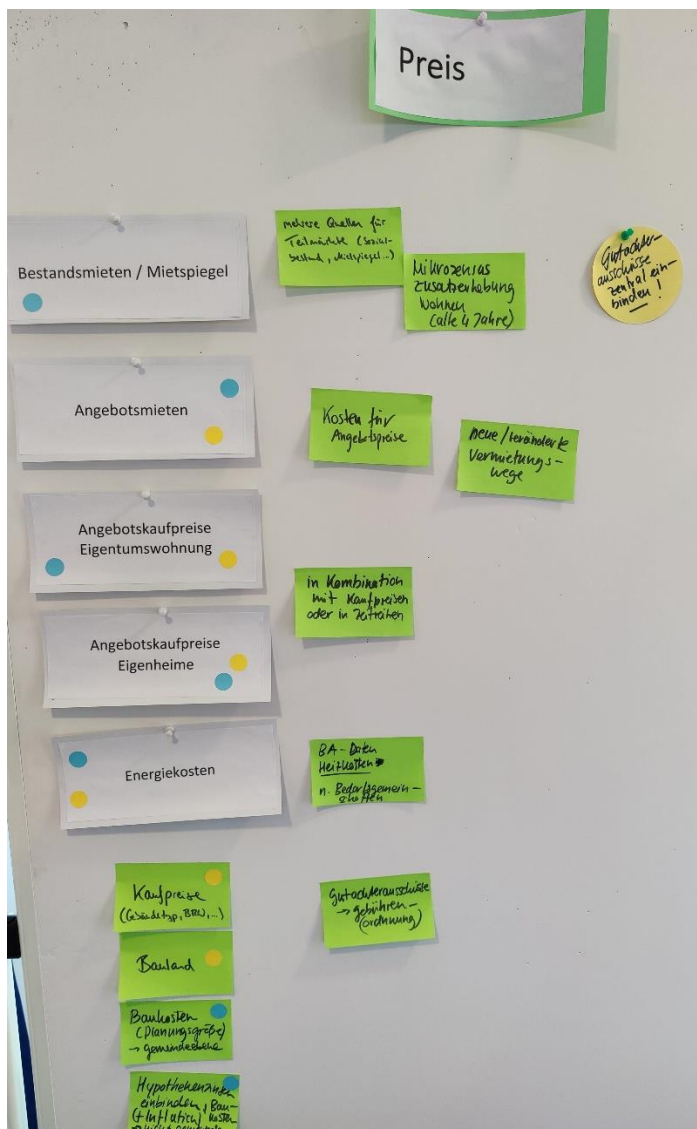 Preis
Bestandsmieten / Mietspiegel
mehrere Quellen für
Teilmärkte (Sozial-
bestand, Mietspiegel...)
Mikrozensus
Zusatzerhebung
Wohnen
(alle 4 Jahre)
Gutachter-
ausschüsse
zentral ein-
binden!
Angebotsmieten
Kosten für
Angebotspreise
neue/veränderte
Vermietungs-
wege
Angebotskaufpreise
Eigentumswohnung
in Kombination
mit Kaufpreisen
oder in Zeitreihen
Angebotskaufpreise
Eigenheime
Energiekosten
BA-Daten
Heizkosten
n. Bedarfsgemein-
schaften
Kaufpreise
(Gebäudetyp, BRW, ...)
Gutachterausschüsse
→ gebühren-
(ordnung)
Bauland
Baukosten
(Planungsgröße)
→ gemeindeebene
Hypothekenzinsen
einbinden, Bau-
(+Inflation) kosten